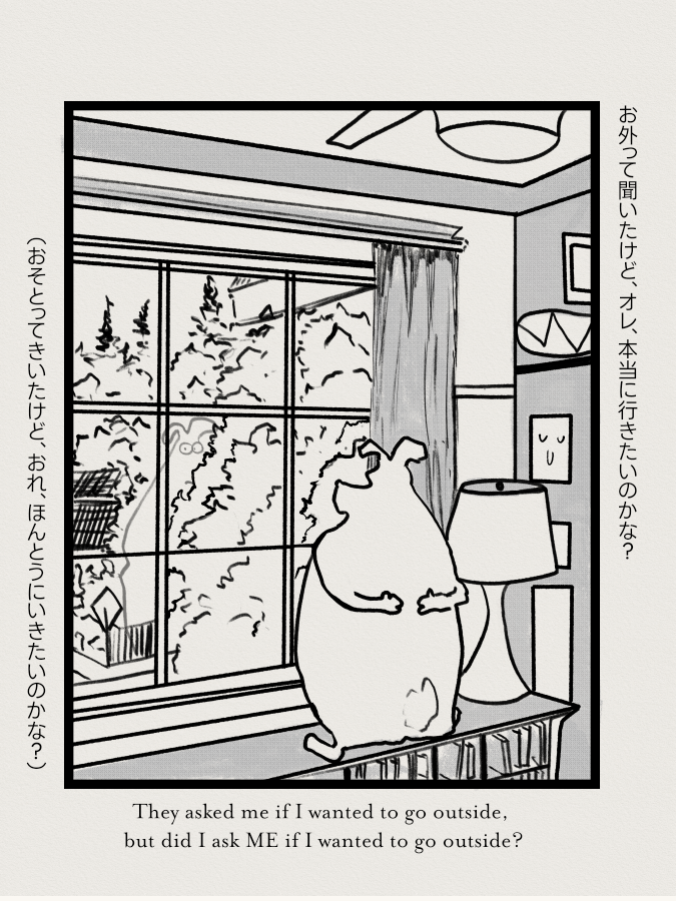 お外って聞いたけど、オレ、本当に行きたいのかな？
（おそとってきいたけど、おれ、ほんとうにいきたいのかな？）
They asked me if I wanted to go outside,
but did I ask ME if I wanted to go outside?